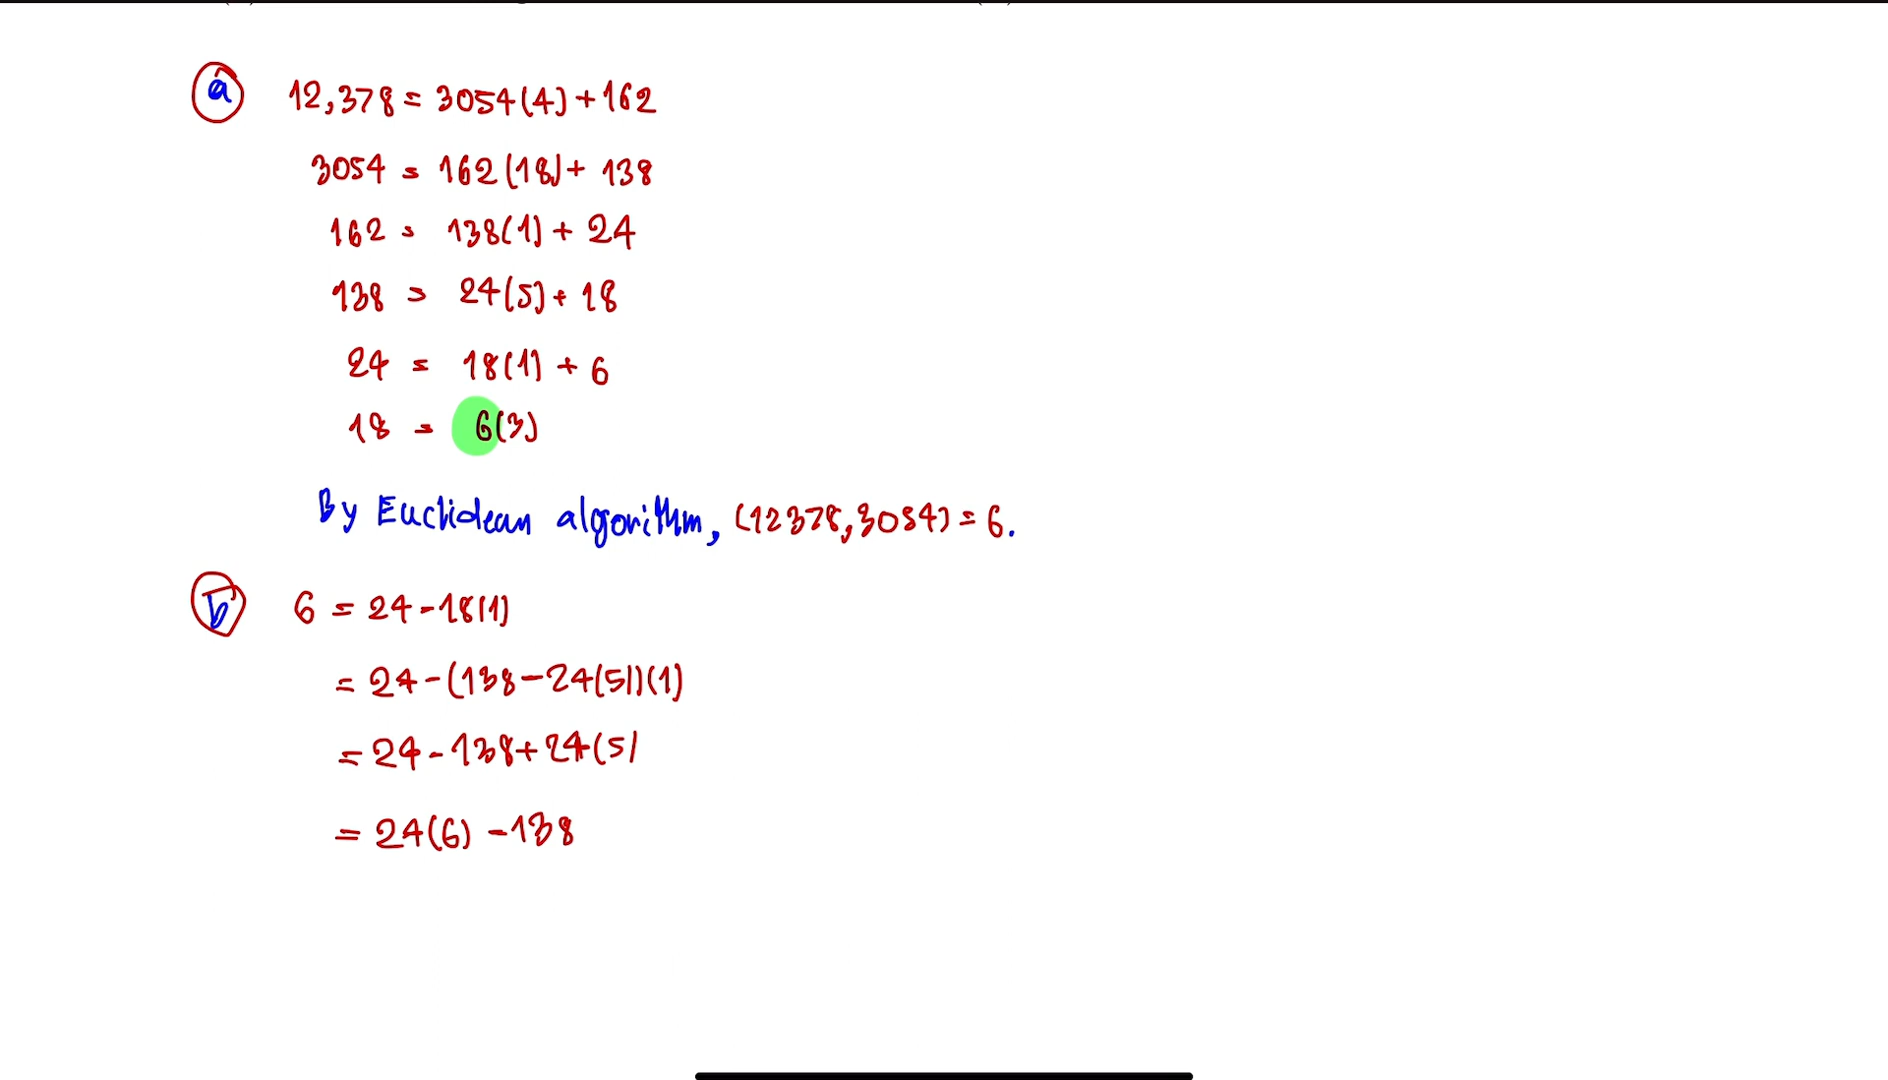 a 12,378 = 3054(4) + 162
3054 = 162(18) + 138
162 = 138(1) + 24
138 = 24(5) + 18
24 = 18(1) + 6
18 = 6(3)
By Euclidean algorithm, (12378,3054) = 6.
b 6 = 24 - 18(1)
= 24 - (138 - 24(5))(1)
= 24 - 138 + 24(5)
= 24(6) - 138